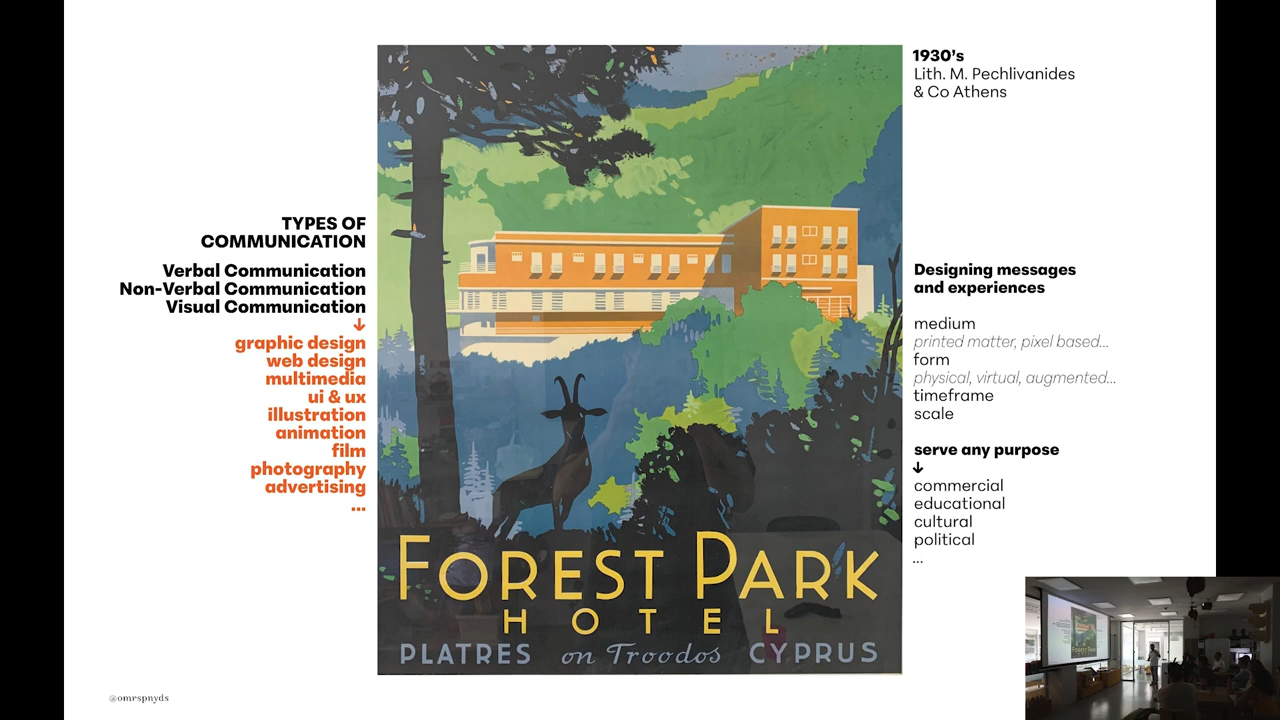 TYPES OF
COMMUNICATION
Verbal Communication
Non-Verbal Communication
Visual Communication
↓
graphic design
web design
multimedia
ui & ux
illustration
animation
film
photography
advertising
...
FOREST PARK
HOTEL
PLATRES on Troodos CYPRUS
1930's
Lith. M. Pechlivanides
& Co Athens
Designing messages
and experiences
medium
printed matter, pixel based...
form
physical, virtual, augmented...
timeframe
scale
serve any purpose
↓
commercial
educational
cultural
political
...
@omrspnyds